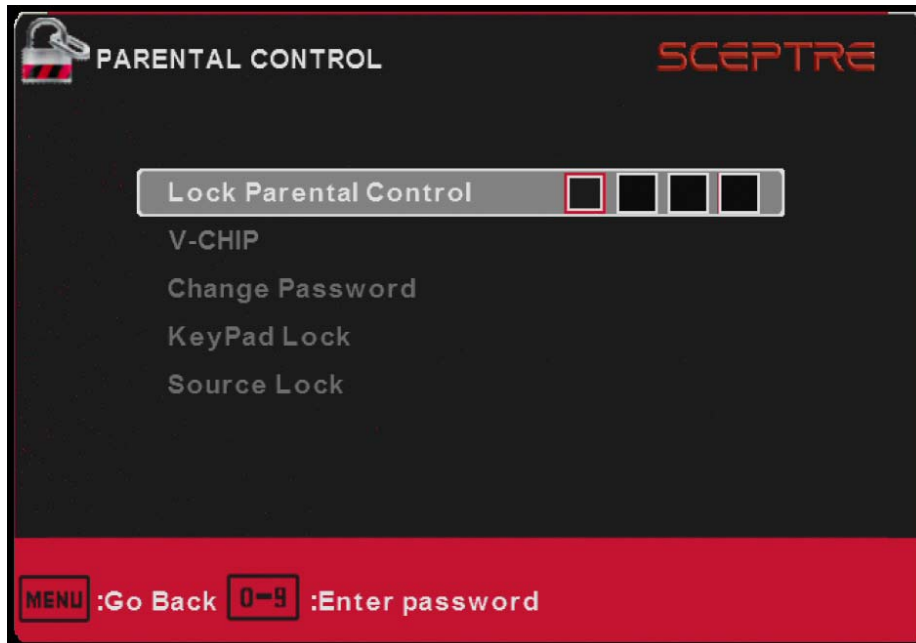 PARENTAL CONTROL SCEPTRE
Lock Parental Control
V-CHIP
Change Password
KeyPad Lock
Source Lock
MENU :Go Back 0-9 :Enter password